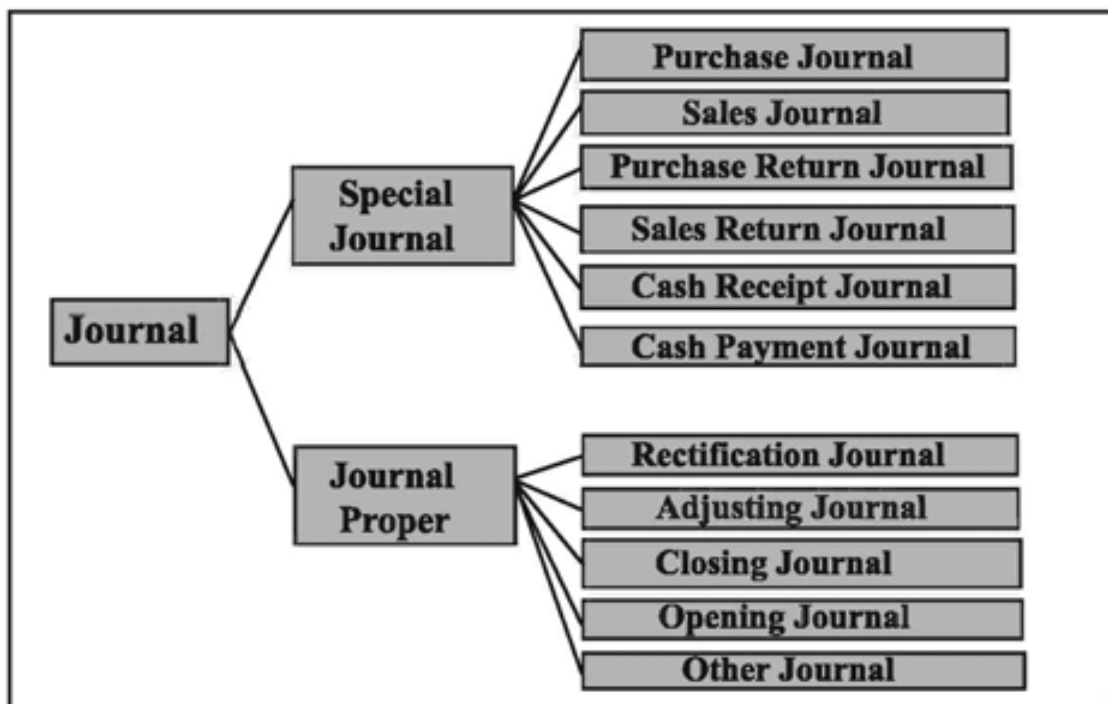 Journal
Special
Journal
Purchase Journal
Sales Journal
Purchase Return Journal
Sales Return Journal
Cash Receipt Journal
Cash Payment Journal
Journal
Proper
Rectification Journal
Adjusting Journal
Closing Journal
Opening Journal
Other Journal